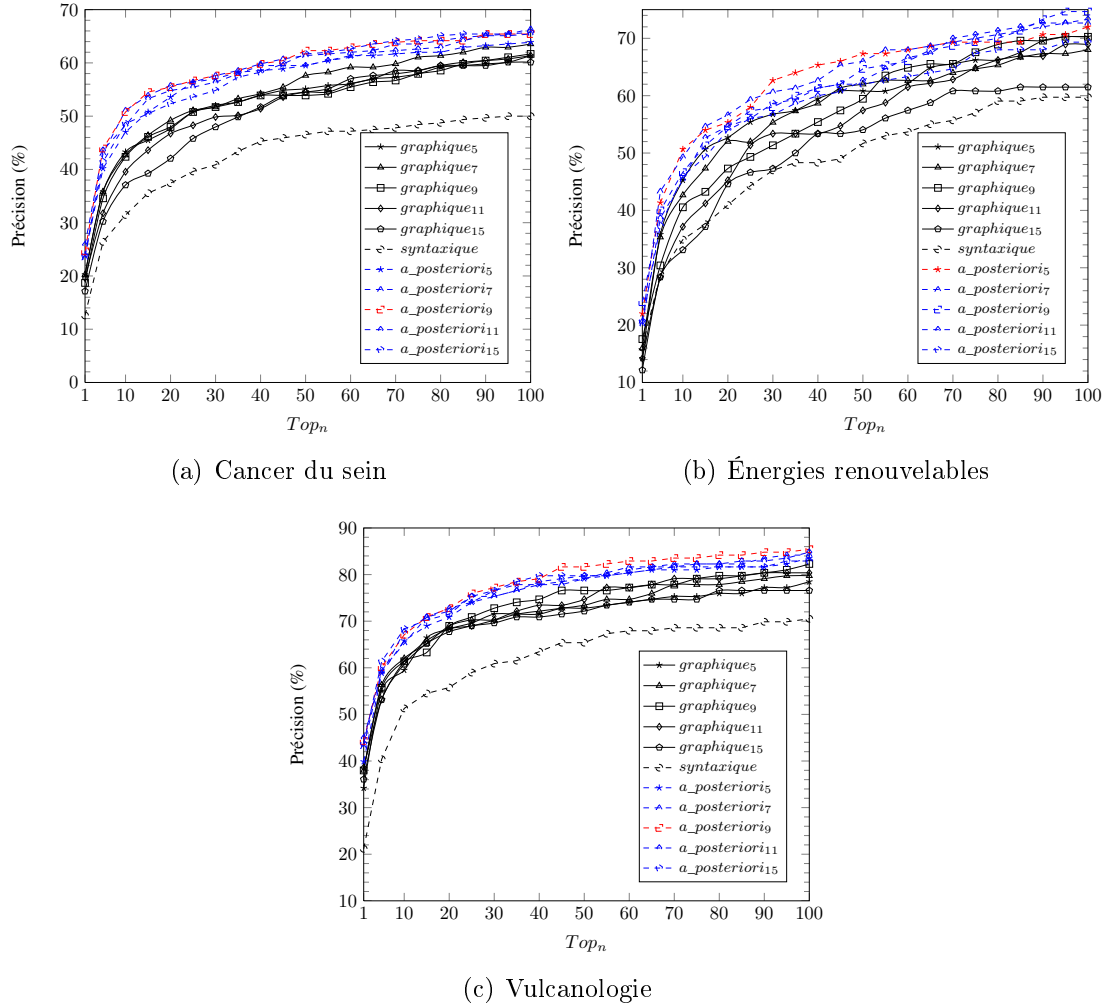 Précision (%)
70
60
50
40
30
20
10
0
1 10 20 30 40 50 60 70 80 90 100
Top_n
graphique5
graphique7
graphique9
graphique11
graphique15
syntaxique
a_posteriori5
a_posteriori7
a_posteriori9
a_posteriori11
a_posteriori15
(a) Cancer du sein
Précision (%)
70
60
50
40
30
20
10
1 10 20 30 40 50 60 70 80 90 100
Top_n
graphique5
graphique7
graphique9
graphique11
graphique15
syntaxique
a_posteriori5
a_posteriori7
a_posteriori9
a_posteriori11
a_posteriori15
(b) Énergies renouvelables
Précision (%)
90
80
70
60
50
40
30
20
10
1 10 20 30 40 50 60 70 80 90 100
Top_n
graphique5
graphique7
graphique9
graphique11
graphique15
syntaxique
a_posteriori5
a_posteriori7
a_posteriori9
a_posteriori11
a_posteriori15
(c) Vulcanologie